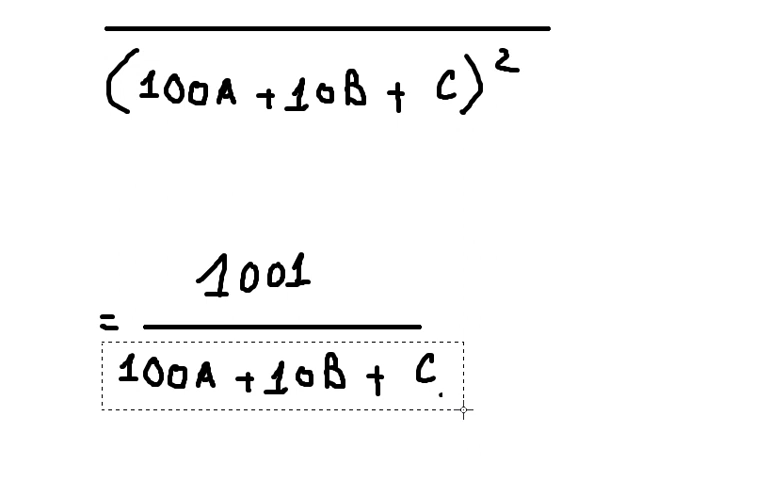 (100A + 10B + C)²
1001
=
100A + 10B + C.